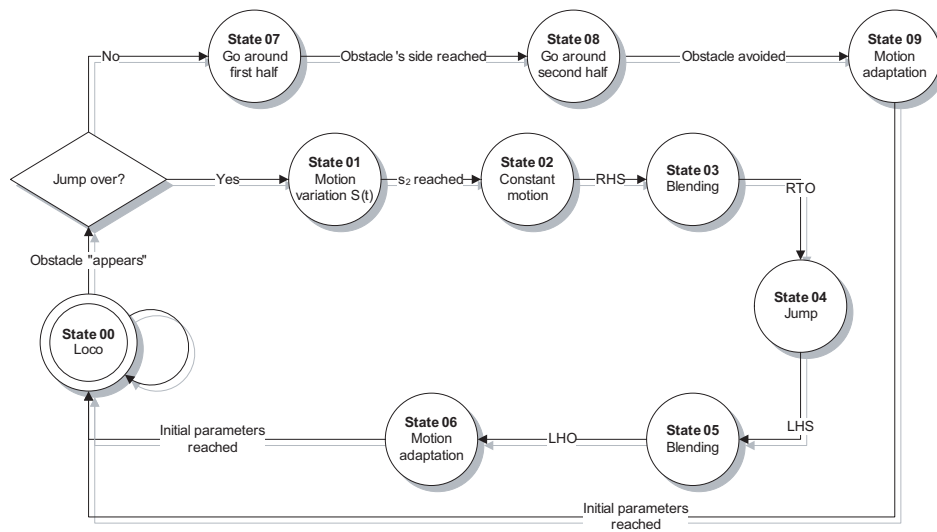 State 07
Go around
first half
No
Obstacle's side reached
State 08
Go around
second half
Obstacle avoided
State 09
Motion
adaptation
Jump over?
Yes
State 01
Motion
variation S(t)
s₂ reached
State 02
Constant
motion
RHS
State 03
Blending
RTO
Obstacle "appears"
State 04
Jump
State 00
Loco
LHS
State 05
Blending
LHO
State 06
Motion
adaptation
Initial parameters
reached
Initial parameters
reached